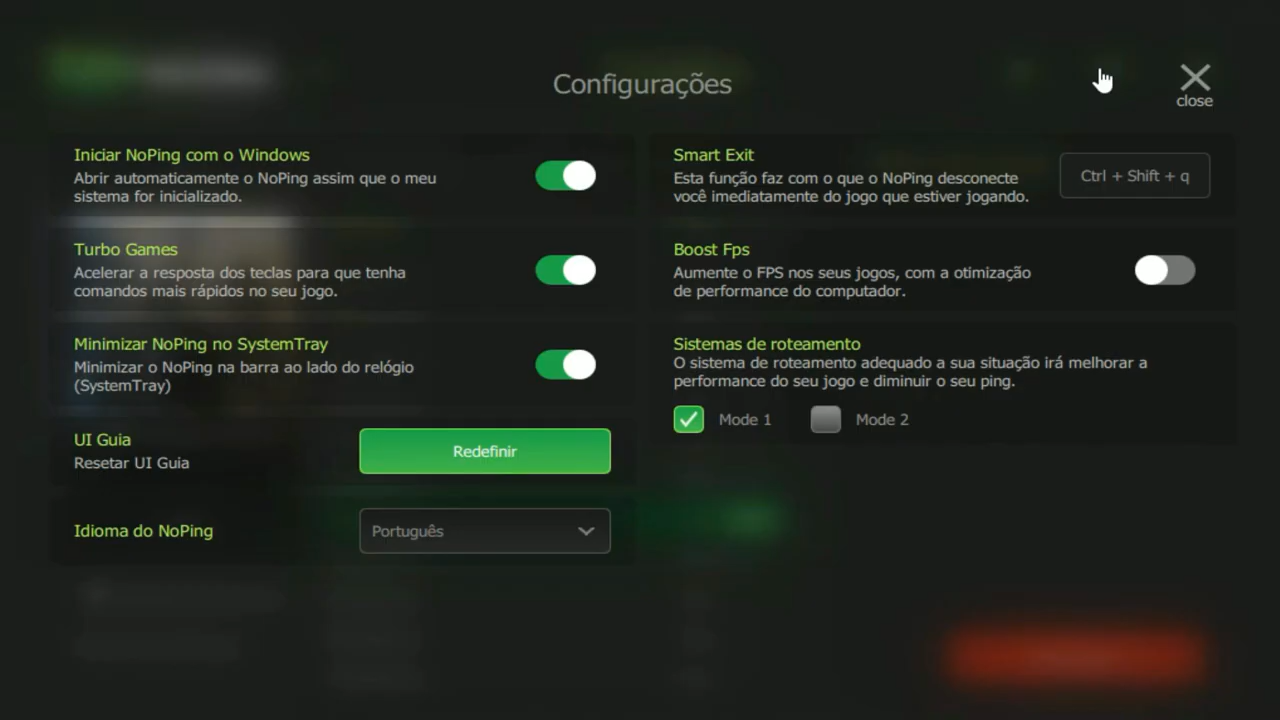 Configurações
close
Iniciar NoPing com o Windows
Abrir automaticamente o NoPing assim que o meu
sistema for inicializado.
Turbo Games
Acelerar a resposta dos teclas para que tenha
comandos mais rápidos no seu jogo.
Minimizar NoPing no SystemTray
Minimizar o NoPing na barra ao lado do relógio
(SystemTray)
UI Guia
Resetar UI Guia
Redefinir
Idioma do NoPing
Português
Smart Exit
Esta função faz com o que o NoPing desconecte
você imediatamente do jogo que estiver jogando.
Ctrl + Shift + q
Boost Fps
Aumente o FPS nos seus jogos, com a otimização
de performance do computador.
Sistemas de roteamento
O sistema de roteamento adequado a sua situação irá melhorar a
performance do seu jogo e diminuir o seu ping.
Mode 1
Mode 2